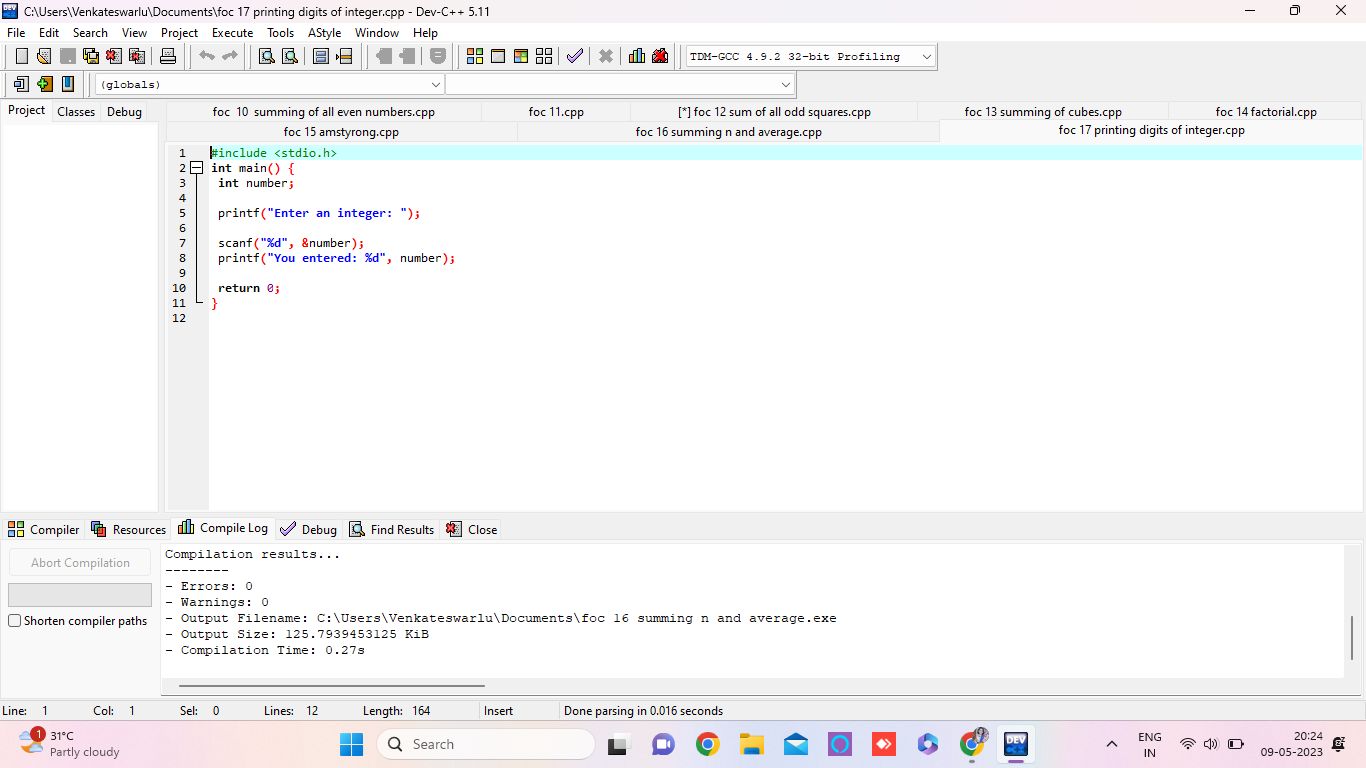 C:\Users\Venkateswarlu\Documents\foc 17 printing digits of integer.cpp - Dev-C++ 5.11
File Edit Search View Project Execute Tools AStyle Window Help
TDM-GCC 4.9.2 32-bit Profiling
(globals)
Project Classes Debug
foc 10 summing of all even numbers.cpp foc 11.cpp [*] foc 12 sum of all odd squares.cpp foc 13 summing of cubes.cpp foc 14 factorial.cpp
foc 15 amstyrong.cpp foc 16 summing n and average.cpp foc 17 printing digits of integer.cpp
1 #include <stdio.h>
2 int main() {
3 int number;
4
5 printf("Enter an integer: ");
6
7 scanf("%d", &number);
8 printf("You entered: %d", number);
9
10 return 0;
11 }
12
Compiler Resources Compile Log Debug Find Results Close
Abort Compilation
Shorten compiler paths
Compilation results...
--------
- Errors: 0
- Warnings: 0
- Output Filename: C:\Users\Venkateswarlu\Documents\foc 16 summing n and average.exe
- Output Size: 125.7939453125 KiB
- Compilation Time: 0.27s
Line: 1 Col: 1 Sel: 0 Lines: 12 Length: 164 Insert Done parsing in 0.016 seconds
1
31°C
Partly cloudy
Search
DEV
ENG
IN
20:24
09-05-2023